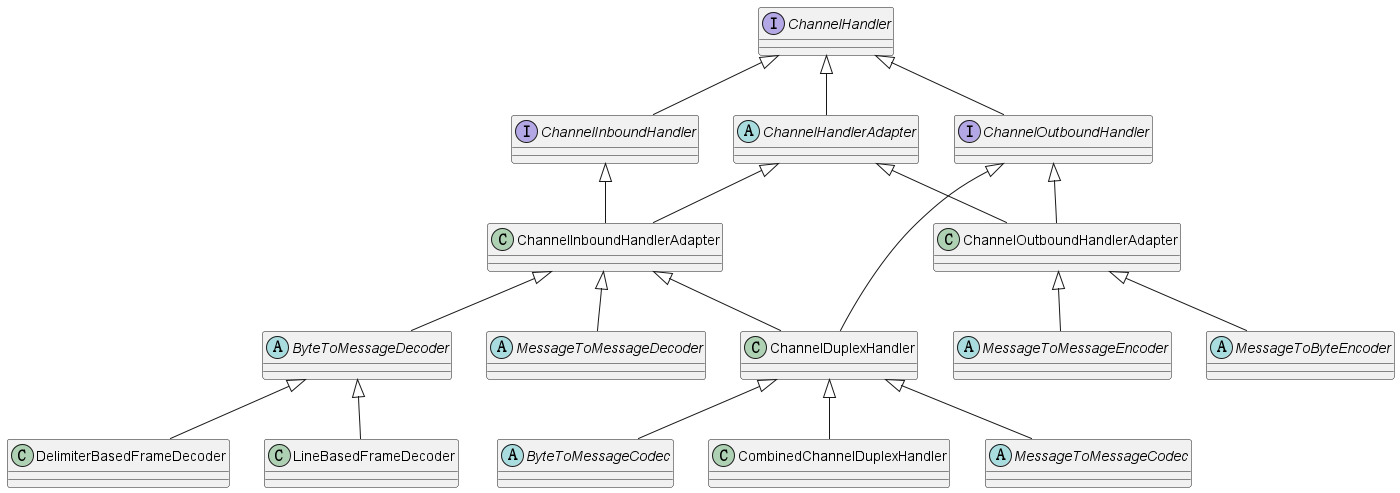 I ChannelHandler
I ChannelInboundHandler
A ChannelHandlerAdapter
I ChannelOutboundHandler
C ChannelInboundHandlerAdapter
C ChannelOutboundHandlerAdapter
A ByteToMessageDecoder
A MessageToMessageDecoder
C ChannelDuplexHandler
A MessageToMessageEncoder
A MessageToByteEncoder
C DelimiterBasedFrameDecoder
C LineBasedFrameDecoder
A ByteToMessageCodec
C CombinedChannelDuplexHandler
A MessageToMessageCodec